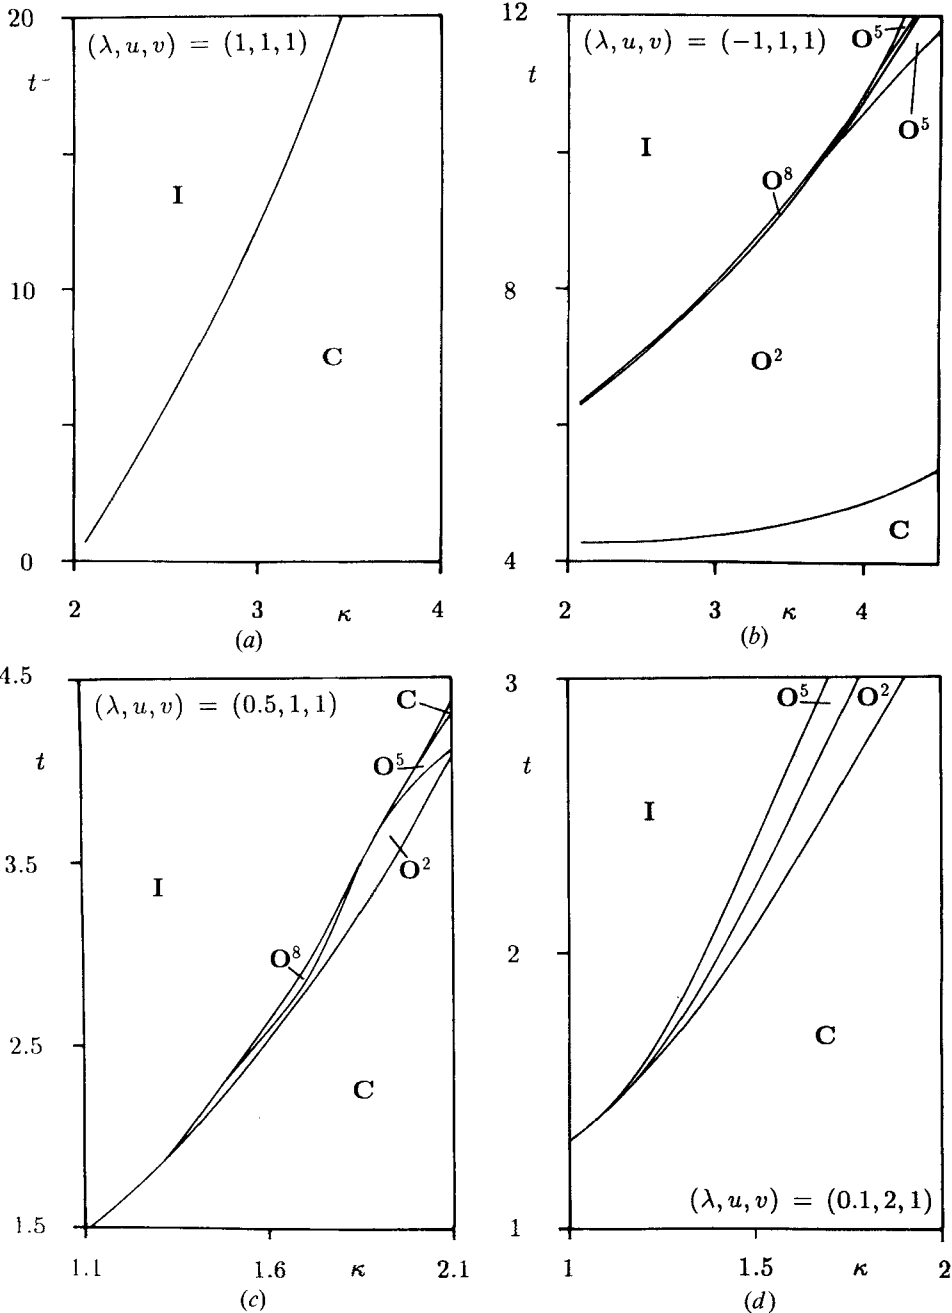 (λ, u, v) = (1, 1, 1)
20
t
10
0
I
C
2
3
κ
4
(a)
(λ, u, v) = (−1, 1, 1)
12
t
8
4
O⁵
O⁵
I
O⁸
O²
C
2
3
κ
4
(b)
(λ, u, v) = (0.5, 1, 1)
4.5
t
3.5
2.5
1.5
C
O⁵
O²
I
O⁸
C
1.1
1.6
κ
2.1
(c)
3
t
2
1
O⁵
O²
I
C
(λ, u, v) = (0.1, 2, 1)
1
1.5
κ
2
(d)